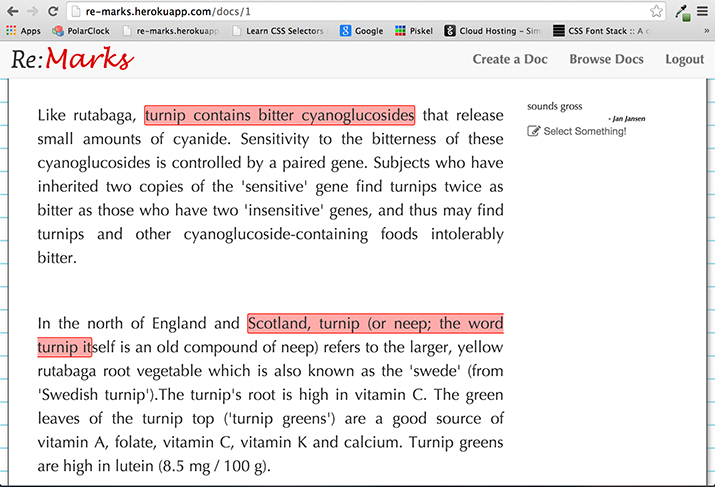 re-marks.herokuapp.com/docs/1
Apps PolarClock re-marks.herokuapp Learn CSS Selectors Google Piskel Cloud Hosting - Sim CSS Font Stack :: A c »
Re:Marks Create a Doc Browse Docs Logout
Like rutabaga, turnip contains bitter cyanoglucosides that release
small amounts of cyanide. Sensitivity to the bitterness of these
cyanoglucosides is controlled by a paired gene. Subjects who have
inherited two copies of the 'sensitive' gene find turnips twice as
bitter as those who have two 'insensitive' genes, and thus may find
turnips and other cyanoglucoside-containing foods intolerably
bitter.
In the north of England and Scotland, turnip (or neep; the word
turnip itself is an old compound of neep) refers to the larger, yellow
rutabaga root vegetable which is also known as the 'swede' (from
'Swedish turnip').The turnip's root is high in vitamin C. The green
leaves of the turnip top ('turnip greens') are a good source of
vitamin A, folate, vitamin C, vitamin K and calcium. Turnip greens
are high in lutein (8.5 mg / 100 g).
sounds gross
- Jan Jansen
Select Something!